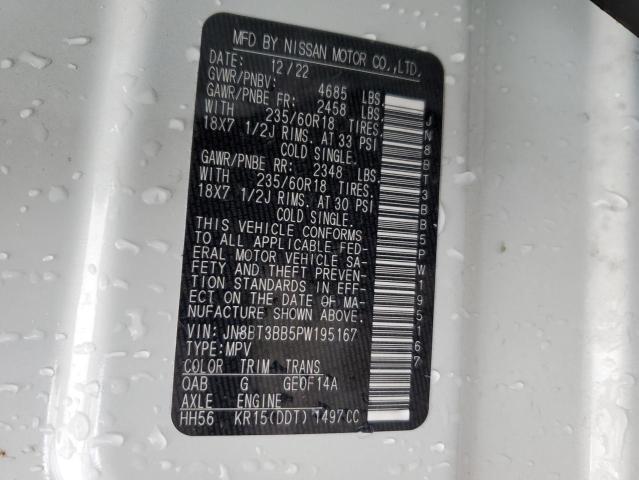 MFD BY NISSAN MOTOR CO.,LTD.
DATE: 12/22
GVWR/PNBV: 4685 LBS.
GAWR/PNBE FR: 2458 LBS.
WITH 235/60R18 TIRES.
18X7 1/2J RIMS. AT 33 PSI
COLD SINGLE.
GAWR/PNBE RR: 2348 LBS.
WITH 235/60R18 TIRES.
18X7 1/2J RIMS. AT 30 PSI
COLD SINGLE.
THIS VEHICLE CONFORMS
TO ALL APPLICABLE FED-
ERAL MOTOR VEHICLE SA-
FETY AND THEFT PREVEN-
TION STANDARDS IN EFF-
ECT ON THE DATE OF MA-
NUFACTURE SHOWN ABOVE.
VIN: JN8BT3BB5PW195167
TYPE: MPV
COLOR TRIM TRANS
QAB G GE0F14A
AXLE ENGINE
HH56 KR15(DDT) 1497CC
JN8BT3BB5PW195167